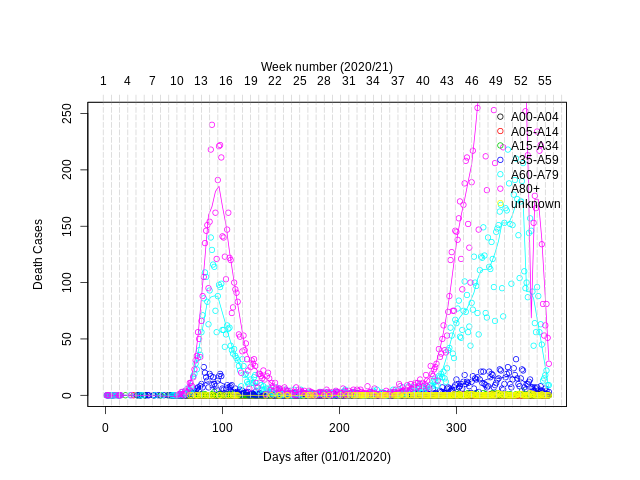 Week number (2020/21)
1 4 7 10 13 16 19 22 25 28 31 34 37 40 43 46 49 52 55
250
200
150
100
50
0
Death Cases
A00-A04
A05-A14
A15-A34
A35-A59
A60-A79
A80+
unknown
0 100 200 300
Days after (01/01/2020)